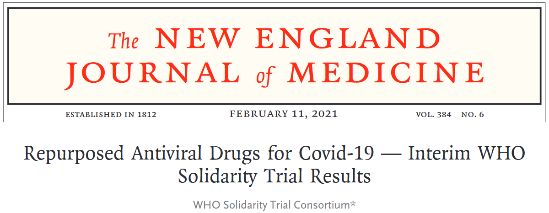 The NEW ENGLAND
JOURNAL of MEDICINE
ESTABLISHED IN 1812 FEBRUARY 11, 2021 VOL. 384 NO. 6
Repurposed Antiviral Drugs for Covid-19 — Interim WHO
Solidarity Trial Results
WHO Solidarity Trial Consortium*